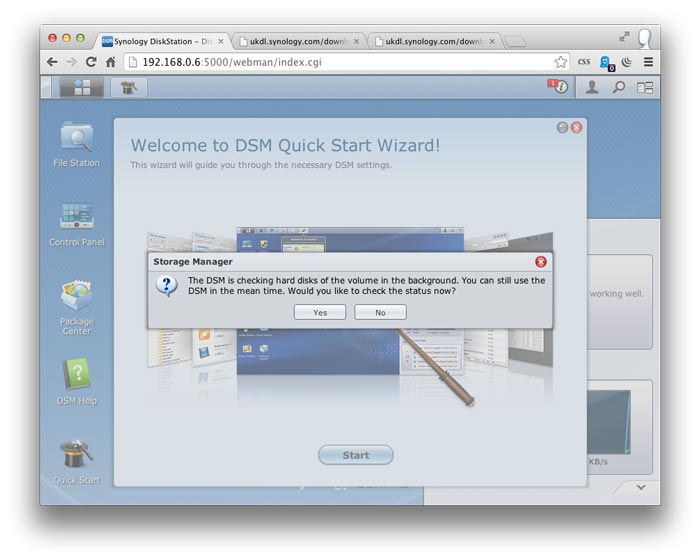 Synology DiskStation - Dis
ukdl.synology.com/downl
ukdl.synology.com/downl
192.168.0.6:5000/webman/index.cgi
CSS
0
1
File Station
Control Panel
Package
Center
DSM Help
Quick Start
Welcome to DSM Quick Start Wizard!
This wizard will guide you through the necessary DSM settings.
Storage Manager
The DSM is checking hard disks of the volume in the background. You can still use the
DSM in the mean time. Would you like to check the status now?
Yes
No
Start
working well.
KB/s